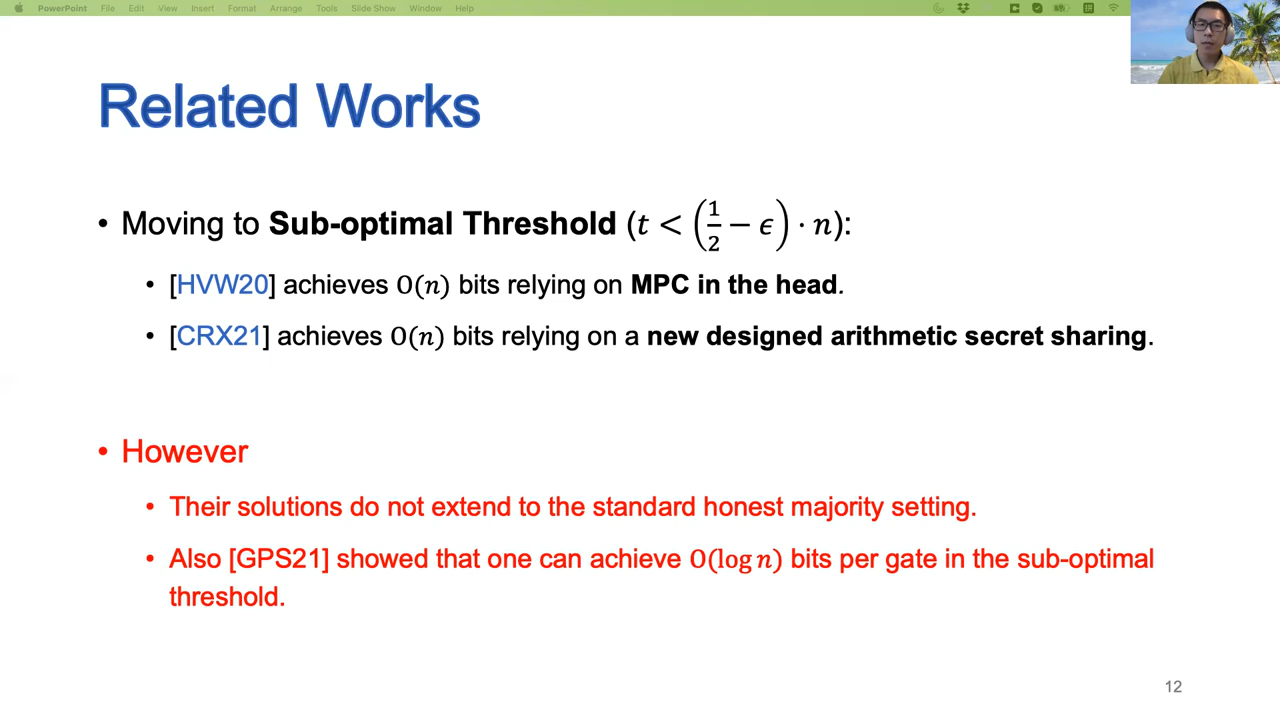 PowerPoint File Edit View Insert Format Arrange Tools Slide Show Window Help
Related Works
• Moving to Sub-optimal Threshold (t < (1/2 − ϵ) · n):
• [HVW20] achieves O(n) bits relying on MPC in the head.
• [CRX21] achieves O(n) bits relying on a new designed arithmetic secret sharing.
• However
• Their solutions do not extend to the standard honest majority setting.
• Also [GPS21] showed that one can achieve O(log n) bits per gate in the sub-optimal
threshold.
12